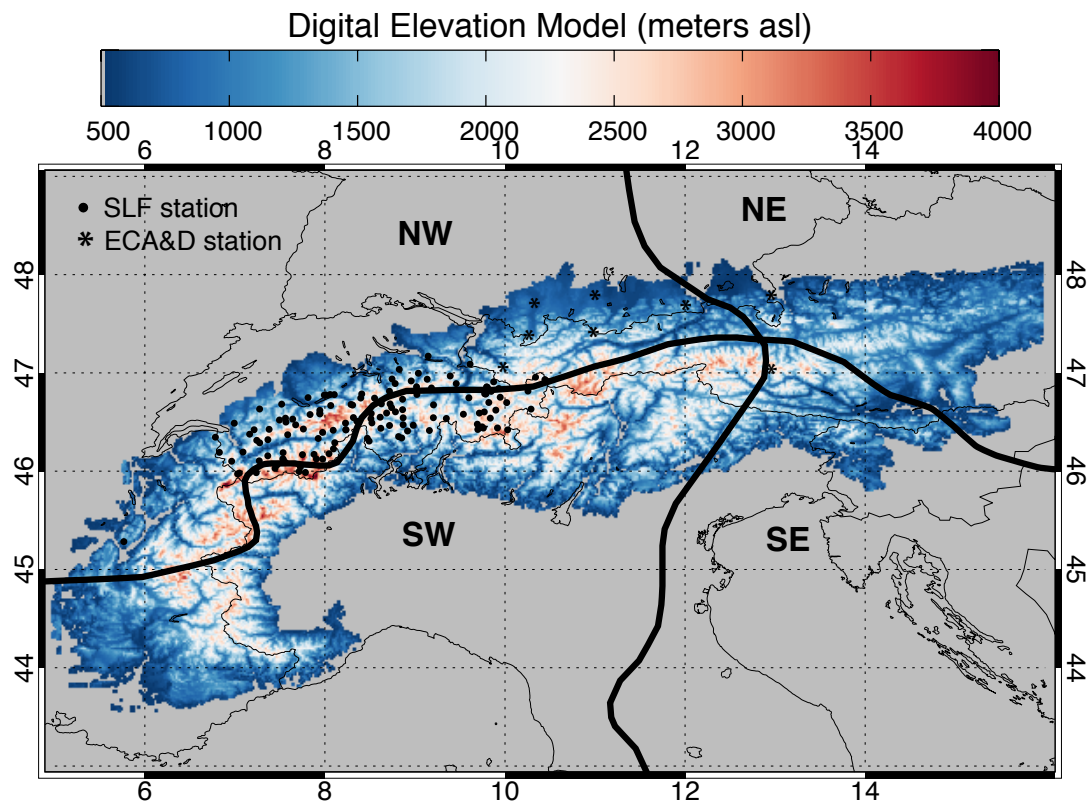 Digital Elevation Model (meters asl)
500 1000 1500 2000 2500 3000 3500 4000
6 8 10 12 14
SLF station
ECA&D station
NW
NE
48 48
47 47
46 46
SW
SE
45 45
44 44
6 8 10 12 14